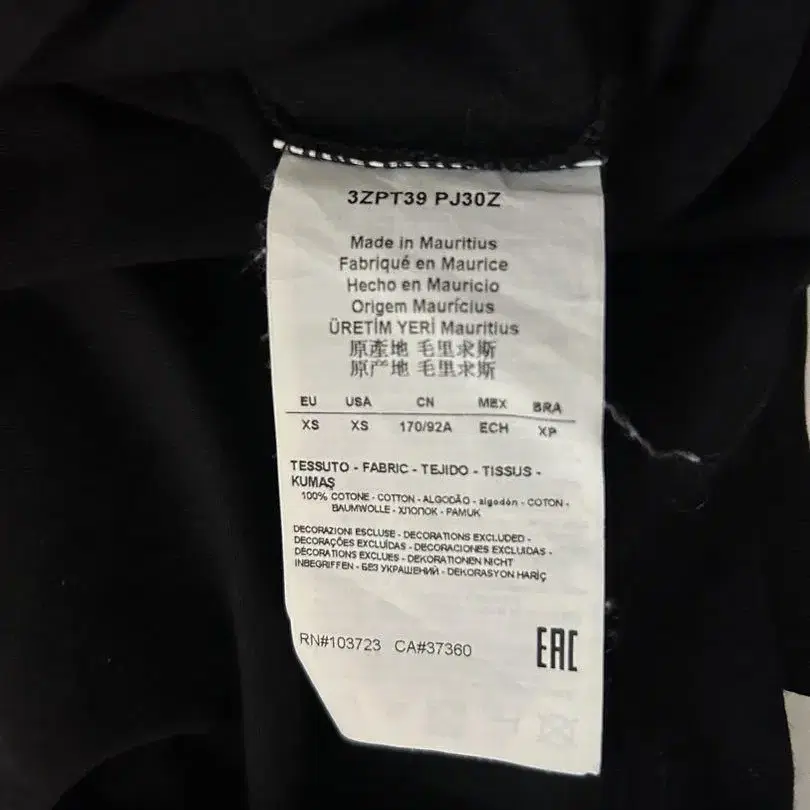 3ZPT39 PJ30Z
Made in Mauritius
Fabriqué en Maurice
Hecho en Mauricio
Origem Maurícius
ÜRETİM YERİ Mauritius
原產地 毛里求斯
原产地 毛里求斯
EU USA CN MEX BRA
XS XS 170/92A ECH XP
TESSUTO - FABRIC - TEJIDO - TISSUS -
KUMAŞ
100% COTONE - COTTON - ALGODÃO - algodón - COTON -
BAUMWOLLE - ХЛОПОК - PAMUK
DECORAZIONI ESCLUSE - DECORATIONS EXCLUDED -
DECORAÇÕES EXCLUÍDAS - DECORACIONES EXCLUIDAS -
DÉCORATIONS EXCLUES - DEKORATIONEN NICHT
INBEGRIFFEN - БЕЗ УКРАШЕНИЙ - DEKORASYON HARİÇ
RN#103723 CA#37360
EAC